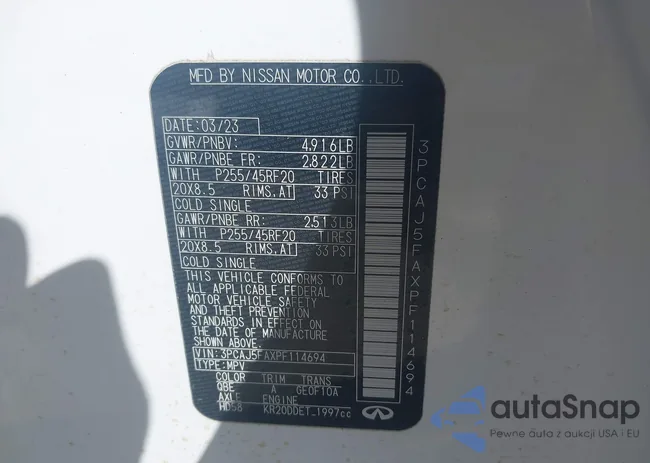 MFD BY NISSAN MOTOR CO.,LTD.
DATE:03/23
GVWR/PNBV: 4,916LB
GAWR/PNBE FR: 2,822LB
WITH P255/45RF20 TIRES
20X8.5 RIMS,AT 33 PSI
COLD SINGLE
GAWR/PNBE RR: 2,513LB
WITH P255/45RF20 TIRES
20X8.5 RIMS,AT 33 PSI
COLD SINGLE
THIS VEHICLE CONFORMS TO
ALL APPLICABLE FEDERAL
MOTOR VEHICLE SAFETY
AND THEFT PREVENTION
STANDARDS IN EFFECT ON
THE DATE OF MANUFACTURE
SHOWN ABOVE.
VIN:3PCAJ5FAXPF114694
TYPE:MPV
COLOR TRIM TRANS
QBE A GE0F10A
AXLE ENGINE
HD58 KR20DDET.1997cc
3PCAJ5FAXPF114694
INFINITI
autaSnap
Pewne auta z aukcji USA i EU